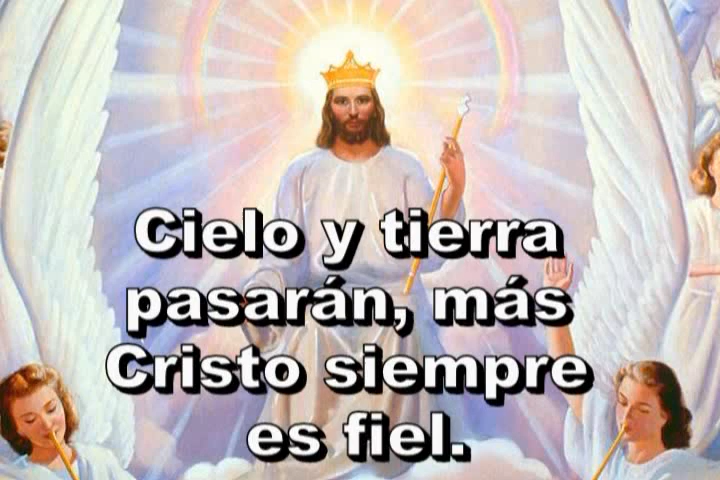 Cielo y tierra
pasarán, más
Cristo siempre
es fiel.